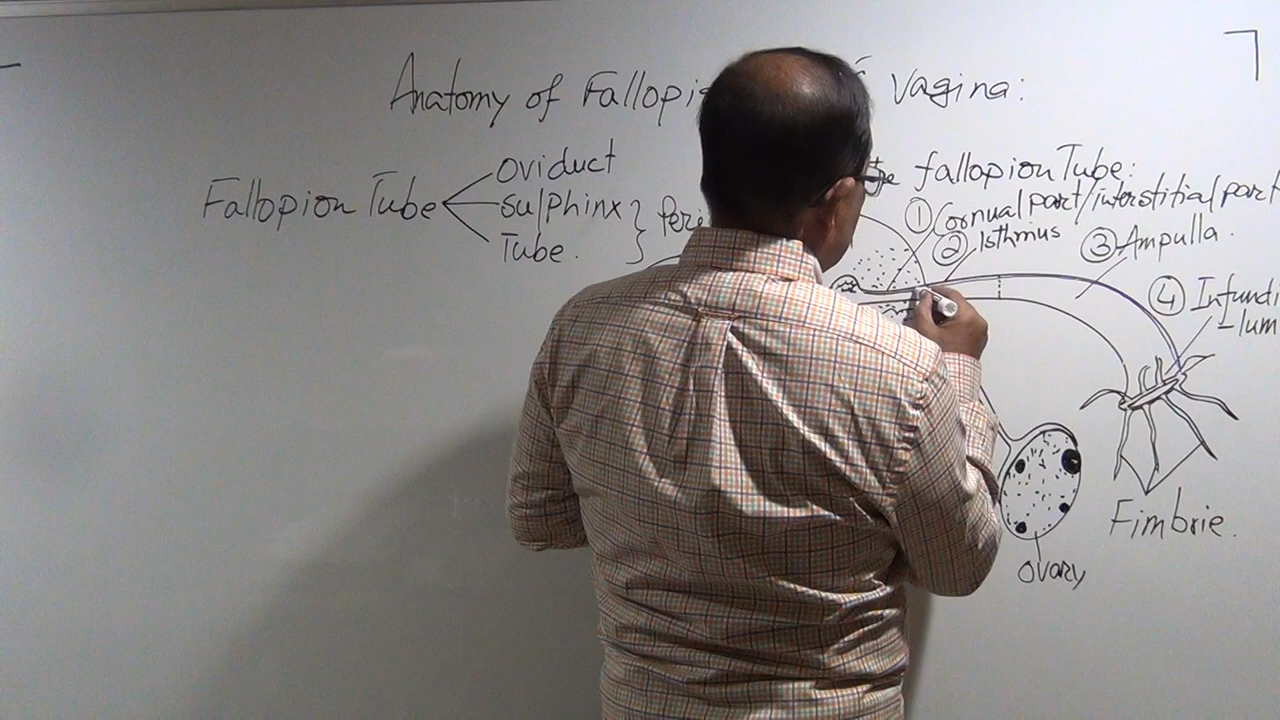 Anatomy of Fallopi Vagina:
Fallopion Tube
oviduct
sulphinx
Tube.
} Peri
fallopion Tube:
① Cornual part/interstitial part
② Isthmus
③ Ampulla.
④ Infundi
-lum
Fimbrie.
ovary